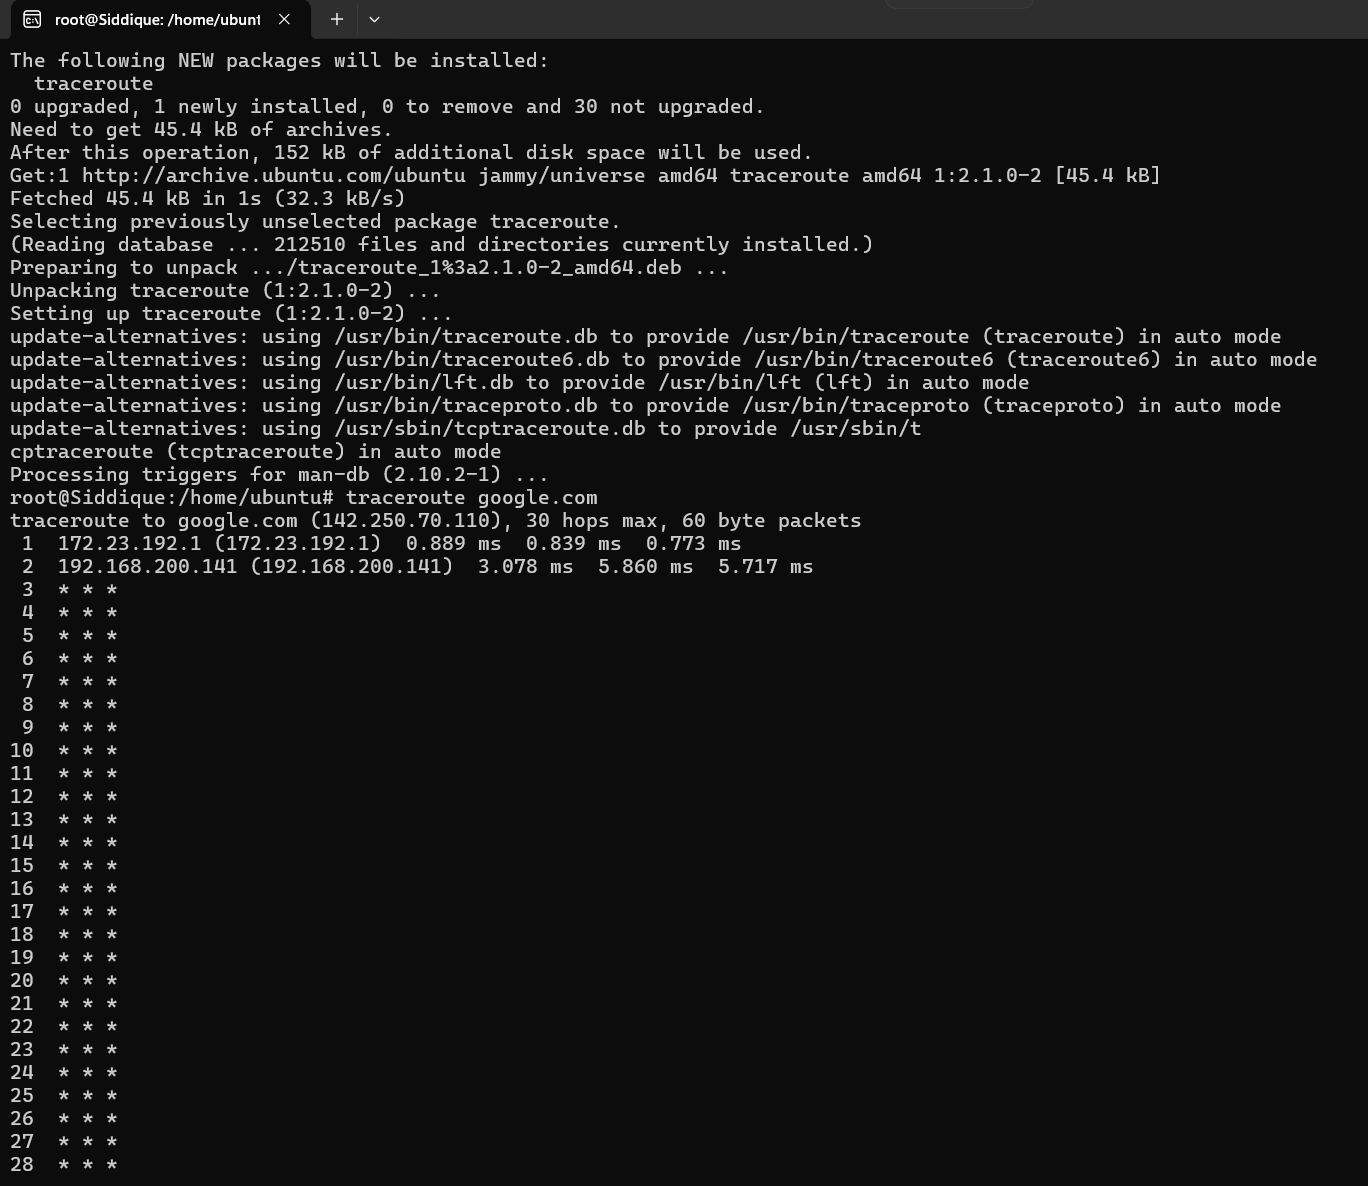 root@Siddique: /home/ubunt
The following NEW packages will be installed:
  traceroute
0 upgraded, 1 newly installed, 0 to remove and 30 not upgraded.
Need to get 45.4 kB of archives.
After this operation, 152 kB of additional disk space will be used.
Get:1 http://archive.ubuntu.com/ubuntu jammy/universe amd64 traceroute amd64 1:2.1.0-2 [45.4 kB]
Fetched 45.4 kB in 1s (32.3 kB/s)
Selecting previously unselected package traceroute.
(Reading database ... 212510 files and directories currently installed.)
Preparing to unpack .../traceroute_1%3a2.1.0-2_amd64.deb ...
Unpacking traceroute (1:2.1.0-2) ...
Setting up traceroute (1:2.1.0-2) ...
update-alternatives: using /usr/bin/traceroute.db to provide /usr/bin/traceroute (traceroute) in auto mode
update-alternatives: using /usr/bin/traceroute6.db to provide /usr/bin/traceroute6 (traceroute6) in auto mode
update-alternatives: using /usr/bin/lft.db to provide /usr/bin/lft (lft) in auto mode
update-alternatives: using /usr/bin/traceproto.db to provide /usr/bin/traceproto (traceproto) in auto mode
update-alternatives: using /usr/sbin/tcptraceroute.db to provide /usr/sbin/t
cptraceroute (tcptraceroute) in auto mode
Processing triggers for man-db (2.10.2-1) ...
root@Siddique:/home/ubuntu# traceroute google.com
traceroute to google.com (142.250.70.110), 30 hops max, 60 byte packets
 1  172.23.192.1 (172.23.192.1)  0.889 ms  0.839 ms  0.773 ms
 2  192.168.200.141 (192.168.200.141)  3.078 ms  5.860 ms  5.717 ms
 3  * * *
 4  * * *
 5  * * *
 6  * * *
 7  * * *
 8  * * *
 9  * * *
10  * * *
11  * * *
12  * * *
13  * * *
14  * * *
15  * * *
16  * * *
17  * * *
18  * * *
19  * * *
20  * * *
21  * * *
22  * * *
23  * * *
24  * * *
25  * * *
26  * * *
27  * * *
28  * * *